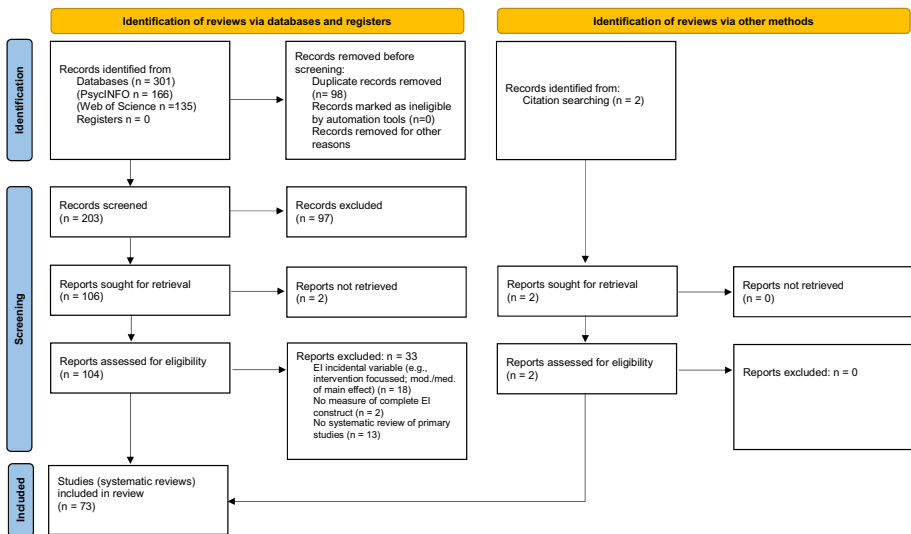 Identification of reviews via databases and registers
Identification of reviews via other methods
Identification
Records identified from
Databases (n = 301)
(PsycINFO n = 166)
(Web of Science n =135)
Registers n = 0
Records removed before
screening:
Duplicate records removed
(n= 98)
Records marked as ineligible
by automation tools (n=0)
Records removed for other
reasons
Records identified from:
Citation searching (n = 2)
Screening
Records screened
(n = 203)
Records excluded
(n = 97)
Reports sought for retrieval
(n = 106)
Reports not retrieved
(n = 2)
Reports sought for retrieval
(n = 2)
Reports not retrieved
(n = 0)
Reports assessed for eligibility
(n = 104)
Reports excluded: n = 33
EI incidental variable (e.g.,
intervention focussed; mod./med.
of main effect) (n = 18)
No measure of complete EI
construct (n = 2)
No systematic review of primary
studies (n = 13)
Reports assessed for eligibility
(n = 2)
Reports excluded: n = 0
Included
Studies (systematic reviews)
included in review
(n = 73)